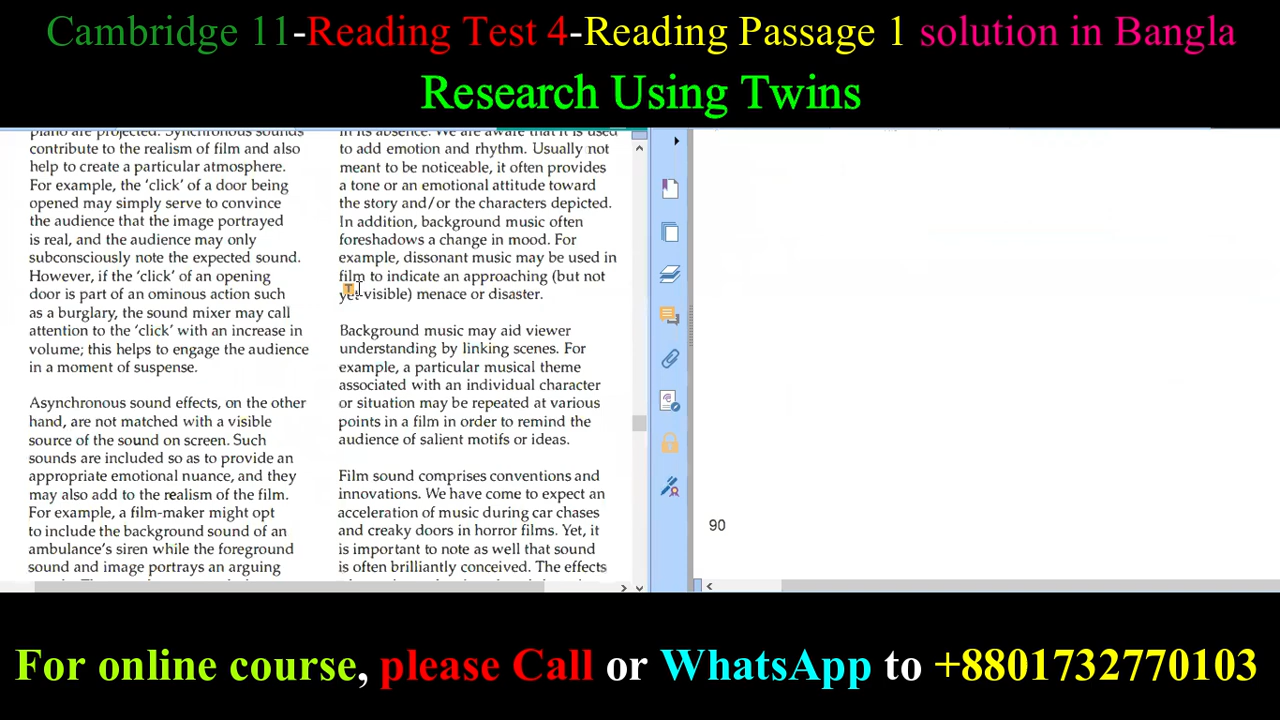 Cambridge 11-Reading Test 4-Reading Passage 1 solution in Bangla
Research Using Twins
piano are projected. Synchronous sounds
contribute to the realism of film and also
help to create a particular atmosphere.
For example, the ‘click’ of a door being
opened may simply serve to convince
the audience that the image portrayed
is real, and the audience may only
subconsciously note the expected sound.
However, if the ‘click’ of an opening
door is part of an ominous action such
as a burglary, the sound mixer may call
attention to the ‘click’ with an increase in
volume; this helps to engage the audience
in a moment of suspense.
Asynchronous sound effects, on the other
hand, are not matched with a visible
source of the sound on screen. Such
sounds are included so as to provide an
appropriate emotional nuance, and they
may also add to the realism of the film.
For example, a film-maker might opt
to include the background sound of an
ambulance’s siren while the foreground
sound and image portrays an arguing
in its absence. We are aware that it is used
to add emotion and rhythm. Usually not
meant to be noticeable, it often provides
a tone or an emotional attitude toward
the story and/or the characters depicted.
In addition, background music often
foreshadows a change in mood. For
example, dissonant music may be used in
film to indicate an approaching (but not
yet visible) menace or disaster.
Background music may aid viewer
understanding by linking scenes. For
example, a particular musical theme
associated with an individual character
or situation may be repeated at various
points in a film in order to remind the
audience of salient motifs or ideas.
Film sound comprises conventions and
innovations. We have come to expect an
acceleration of music during car chases
and creaky doors in horror films. Yet, it
is important to note as well that sound
is often brilliantly conceived. The effects
90
For online course, please Call or WhatsApp to +8801732770103